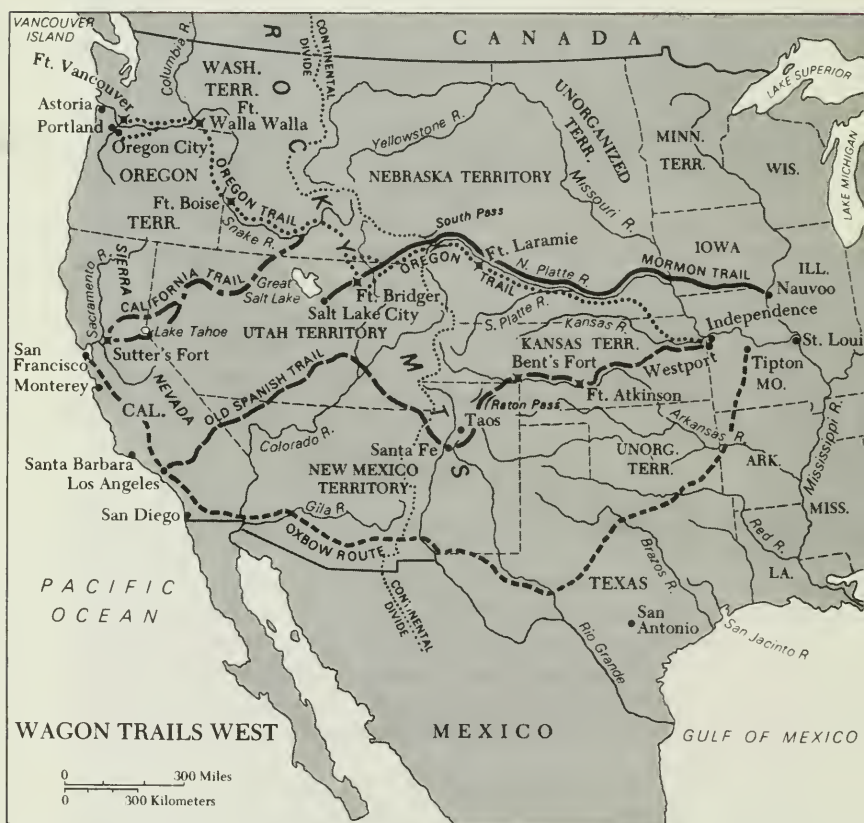 VANCOUVER
ISLAND
CANADA
LAKE SUPERIOR
LAKE MICHIGAN
Columbia R.
CONTINENTAL
DIVIDE
ROCKY MTS
WASH.
TERR.
Ft. Vancouver
Astoria
Portland
Oregon City
Ft.
Walla Walla
OREGON
TERR.
OREGON TRAIL
Ft. Boise
Snake R.
Yellowstone R.
NEBRASKA TERRITORY
UNORGANIZED
TERR.
Missouri R.
MINN.
TERR.
WIS.
IOWA
ILL.
South Pass
Ft. Laramie
OREGON
TRAIL
N. Platte R.
MORMON TRAIL
Nauvoo
Sacramento R.
SIERRA
NEVADA
CALIFORNIA TRAIL
Great
Salt Lake
Lake Tahoe
UTAH TERRITORY
Ft. Bridger
Salt Lake City
S. Platte R.
Kansas R.
KANSAS TERR.
Independence
St. Loui
Westport
Tipton
MO.
Sutter's Fort
San
Francisco
Monterey
CAL.
OLD SPANISH TRAIL
Bent's Fort
Ft. Atkinson
Raton Pass
Taos
Arkansas R.
Colorado R.
Santa Fe
Santa Barbara
Los Angeles
NEW MEXICO
TERRITORY
UNORG.
TERR.
ARK.
Mississippi R.
MISS.
San Diego
Gila R.
OXBOW ROUTE
Red R.
LA.
TEXAS
Brazos R.
PACIFIC
OCEAN
CONTINENTAL
DIVIDE
San
Antonio
San Jacinto R
Rio Grande
WAGON TRAILS WEST
MEXICO
GULF OF MEXICO
0 300 Miles
0 300 Kilometers